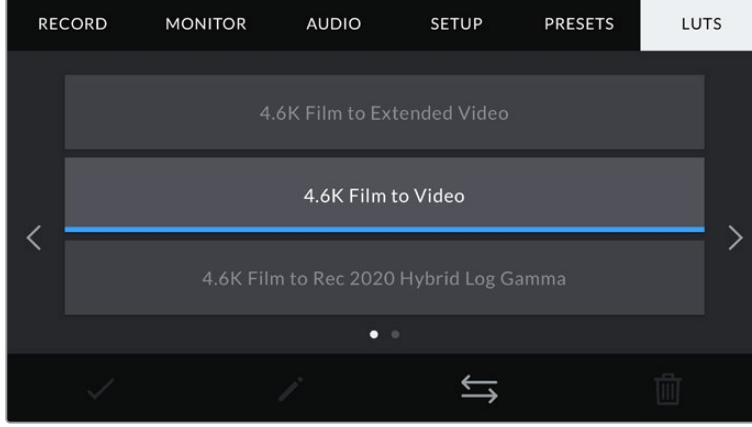 RECORD MONITOR AUDIO SETUP PRESETS LUTS
4.6K Film to Extended Video
4.6K Film to Video
4.6K Film to Rec 2020 Hybrid Log Gamma